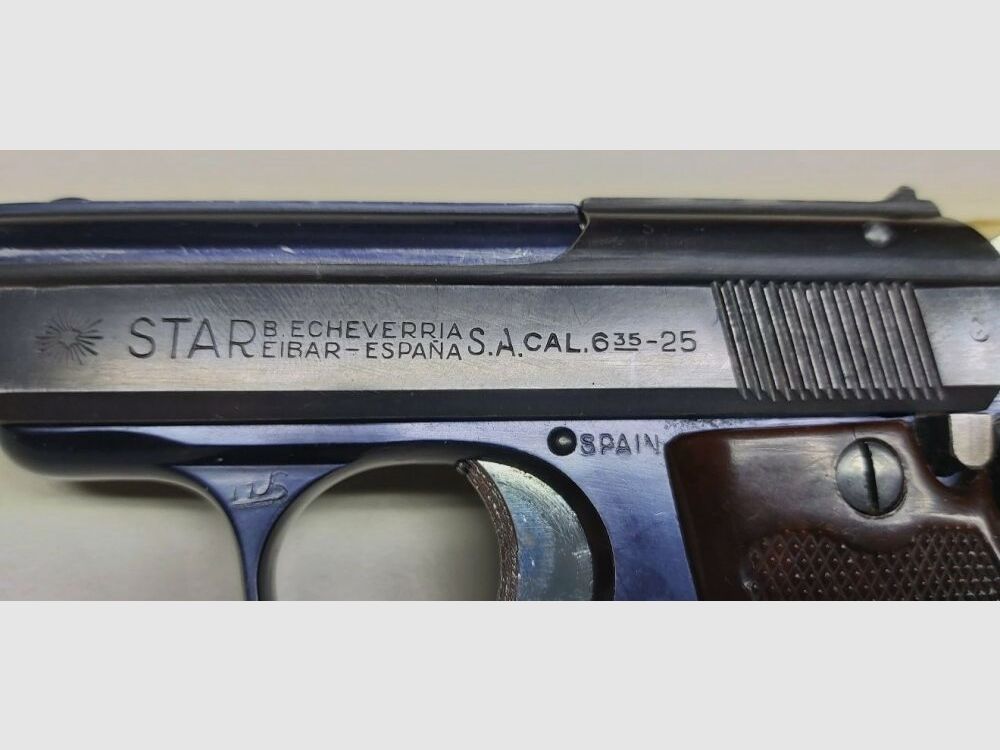 STAR B. ECHEVERRIA
EIBAR-ESPAÑA S.A. CAL. 6 35-25
SPAIN